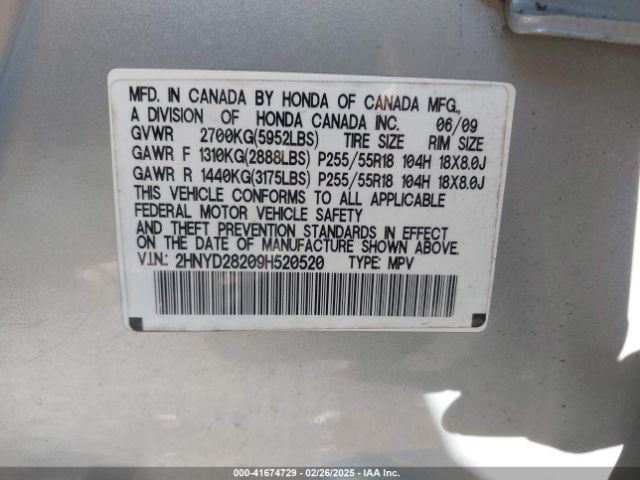 MFD. IN CANADA BY HONDA OF CANADA MFG.,
A DIVISION OF HONDA CANADA INC. 06/09
GVWR 2700KG(5952LBS) TIRE SIZE RIM SIZE
GAWR F 1310KG(2888LBS) P255/55R18 104H 18X8.0J
GAWR R 1440KG(3175LBS) P255/55R18 104H 18X8.0J
THIS VEHICLE CONFORMS TO ALL APPLICABLE
FEDERAL MOTOR VEHICLE SAFETY
AND THEFT PREVENTION STANDARDS IN EFFECT
ON THE DATE OF MANUFACTURE SHOWN ABOVE.
V.I.N.: 2HNYD28209H520520 TYPE: MPV
000-41674729 - 02/26/2025 - IAA Inc.